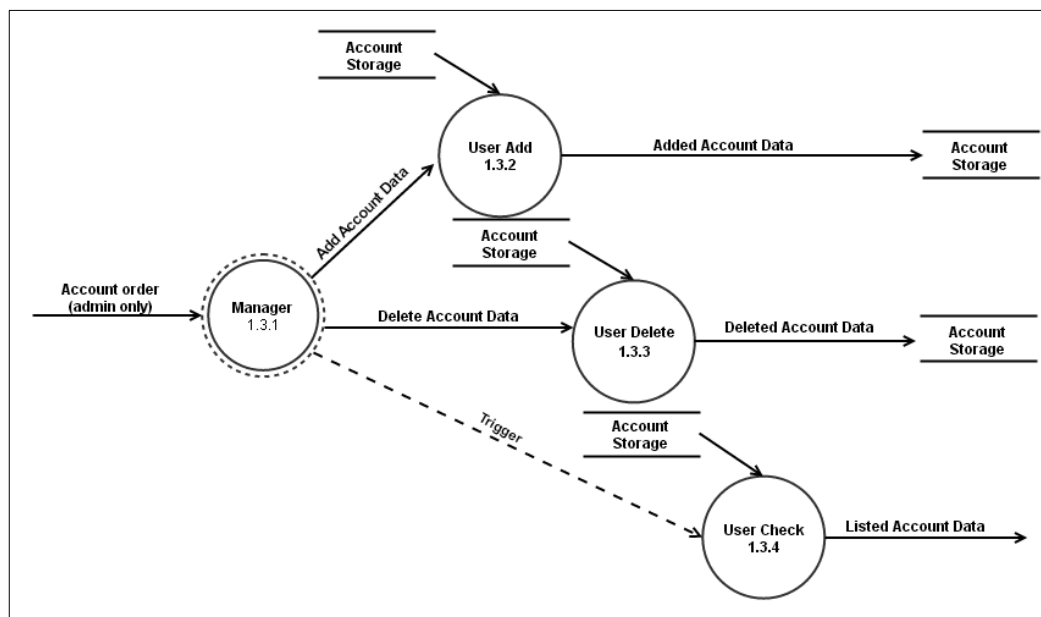 Account
Storage
User Add
1.3.2
Added Account Data
Account
Storage
Add Account Data
Account
Storage
Account order
(admin only)
Manager
1.3.1
Delete Account Data
User Delete
1.3.3
Deleted Account Data
Account
Storage
Trigger
Account
Storage
User Check
1.3.4
Listed Account Data